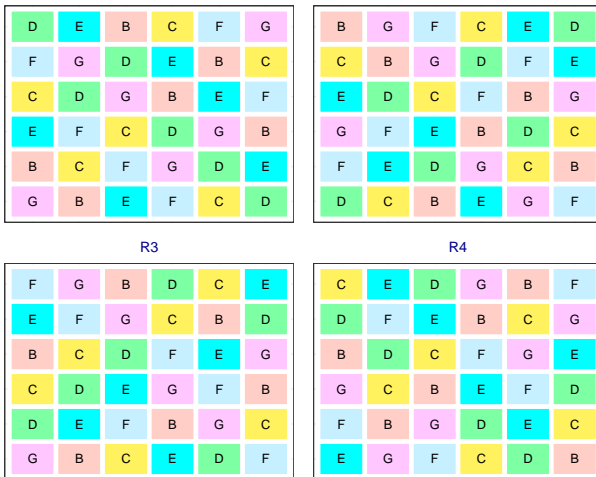 D E B C F G
F G D E B C
C D G B E F
E F C D G B
B C F G D E
G B E F C D
B G F C E D
C B G D F E
E D C F B G
G F E B D C
F E D G C B
D C B E G F
R3
F G B D C E
E F G C B D
B C D F E G
C D E G F B
D E F B G C
G B C E D F
R4
C E D G B F
D F E B C G
B D C F G E
G C B E F D
F B G D E C
E G F C D B